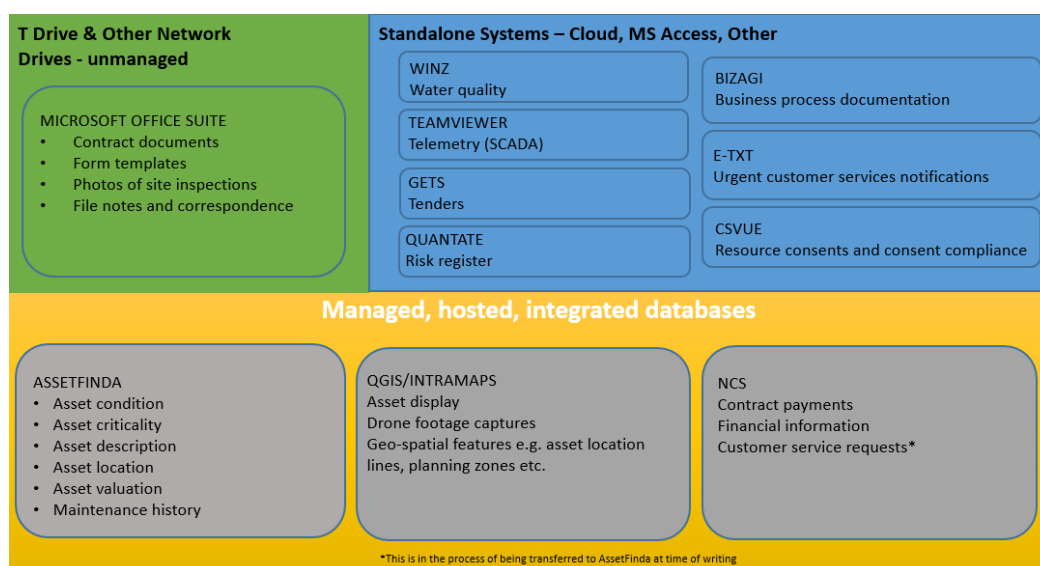 T Drive & Other Network
Drives - unmanaged
MICROSOFT OFFICE SUITE
• Contract documents
• Form templates
• Photos of site inspections
• File notes and correspondence
Standalone Systems – Cloud, MS Access, Other
WINZ
Water quality
TEAMVIEWER
Telemetry (SCADA)
GETS
Tenders
QUANTATE
Risk register
BIZAGI
Business process documentation
E-TXT
Urgent customer services notifications
CSVUE
Resource consents and consent compliance
Managed, hosted, integrated databases
ASSETFINDA
• Asset condition
• Asset criticality
• Asset description
• Asset location
• Asset valuation
• Maintenance history
QGIS/INTRAMAPS
Asset display
Drone footage captures
Geo-spatial features e.g. asset location
lines, planning zones etc.
NCS
Contract payments
Financial information
Customer service requests*
*This is in the process of being transferred to AssetFinda at time of writing